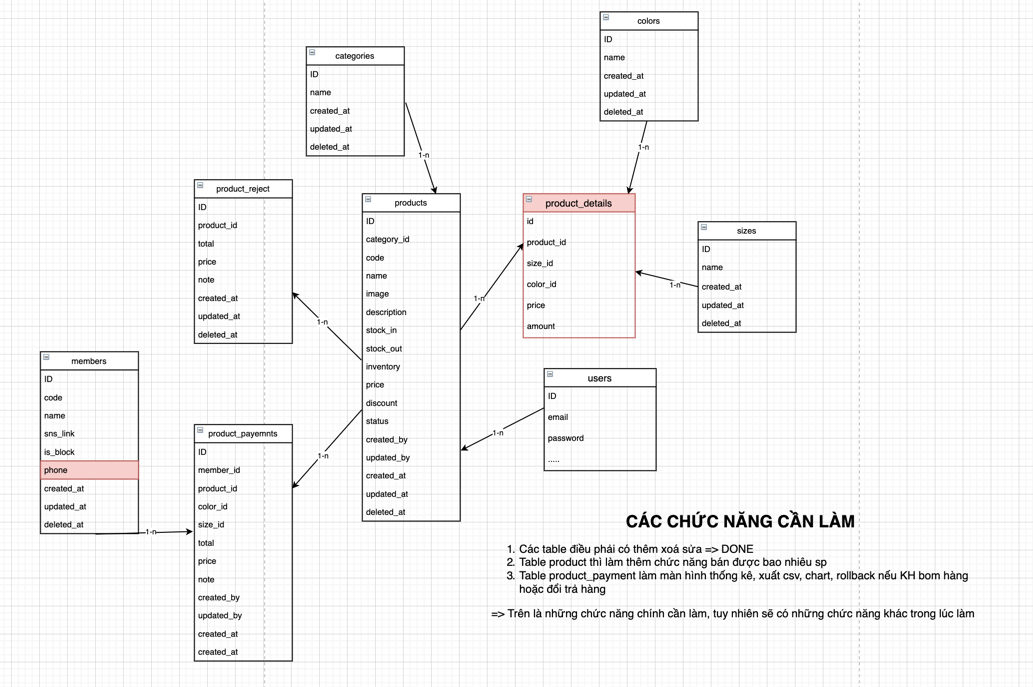 colors
ID
name
created_at
updated_at
deleted_at
1-n
categories
ID
name
created_at
updated_at
deleted_at
1-n
product_reject
ID
product_id
total
price
note
created_at
updated_at
deleted_at
1-n
products
ID
category_id
code
name
image
description
stock_in
stock_out
inventory
price
discount
status
created_by
updated_by
created_at
updated_at
deleted_at
1-n
product_details
id
product_id
size_id
color_id
price
amount
1-n
sizes
ID
name
created_at
updated_at
deleted_at
members
ID
code
name
sns_link
is_block
phone
created_at
updated_at
deleted_at
1-n
product_payemnts
ID
member_id
product_id
color_id
size_id
total
price
note
created_by
updated_by
created_at
created_at
1-n
users
ID
email
password
.....
1-n
CÁC CHỨC NĂNG CẦN LÀM
1. Các table điều phải có thêm xoá sửa => DONE
2. Table product thì làm thêm chức năng bán được bao nhiêu sp
3. Table product_payment làm màn hình thống kê, xuất csv, chart, rollback nếu KH bom hàng
hoặc đổi trả hàng
=> Trên là những chức năng chính cần làm, tuy nhiên sẽ có những chức năng khác trong lúc làm